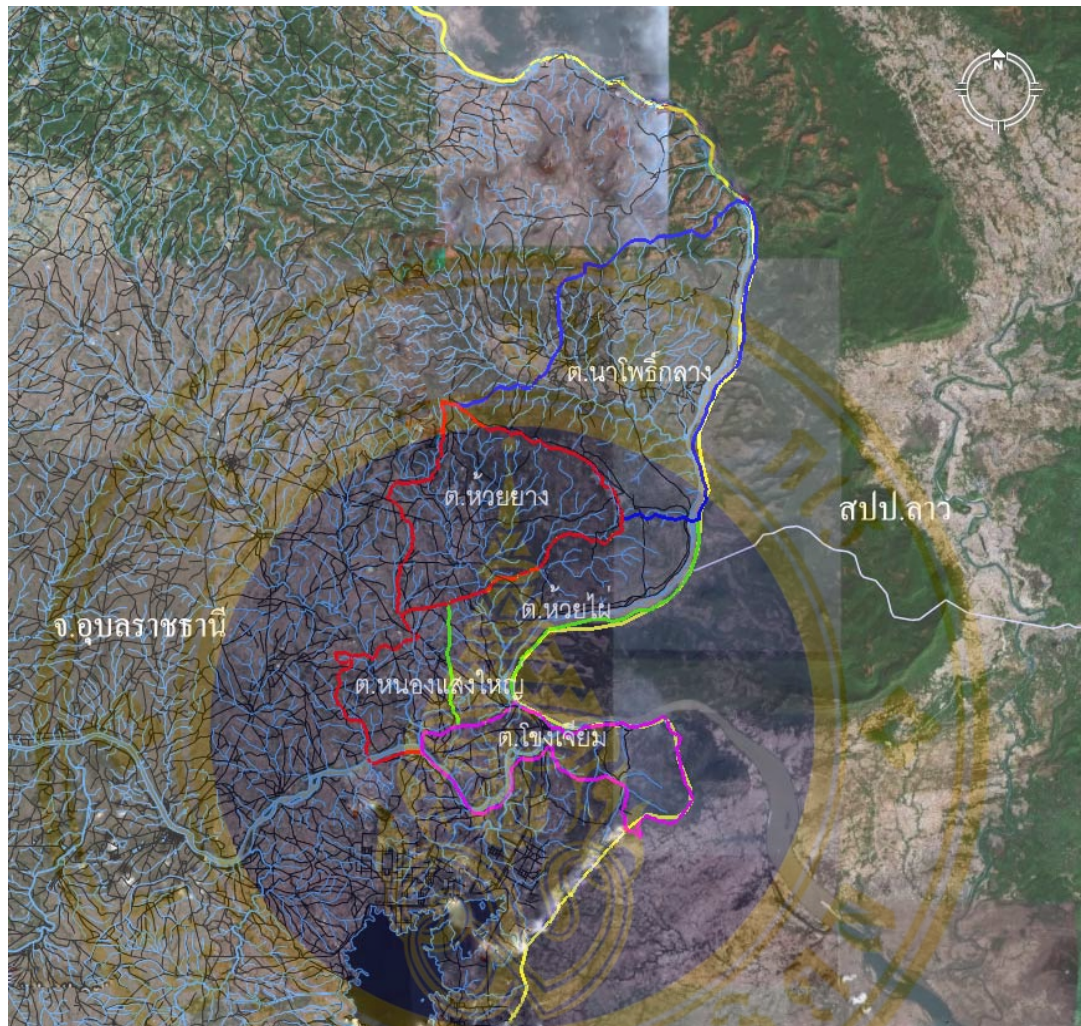 N
ต.นาโพธิ์กลาง
ต.ห้วยยาง
สปป.ลาว
ต.ห้วยไผ่
จ.อุบลราชธานี
ต.หนองแสงใหญ่
ต.โขงเจียม